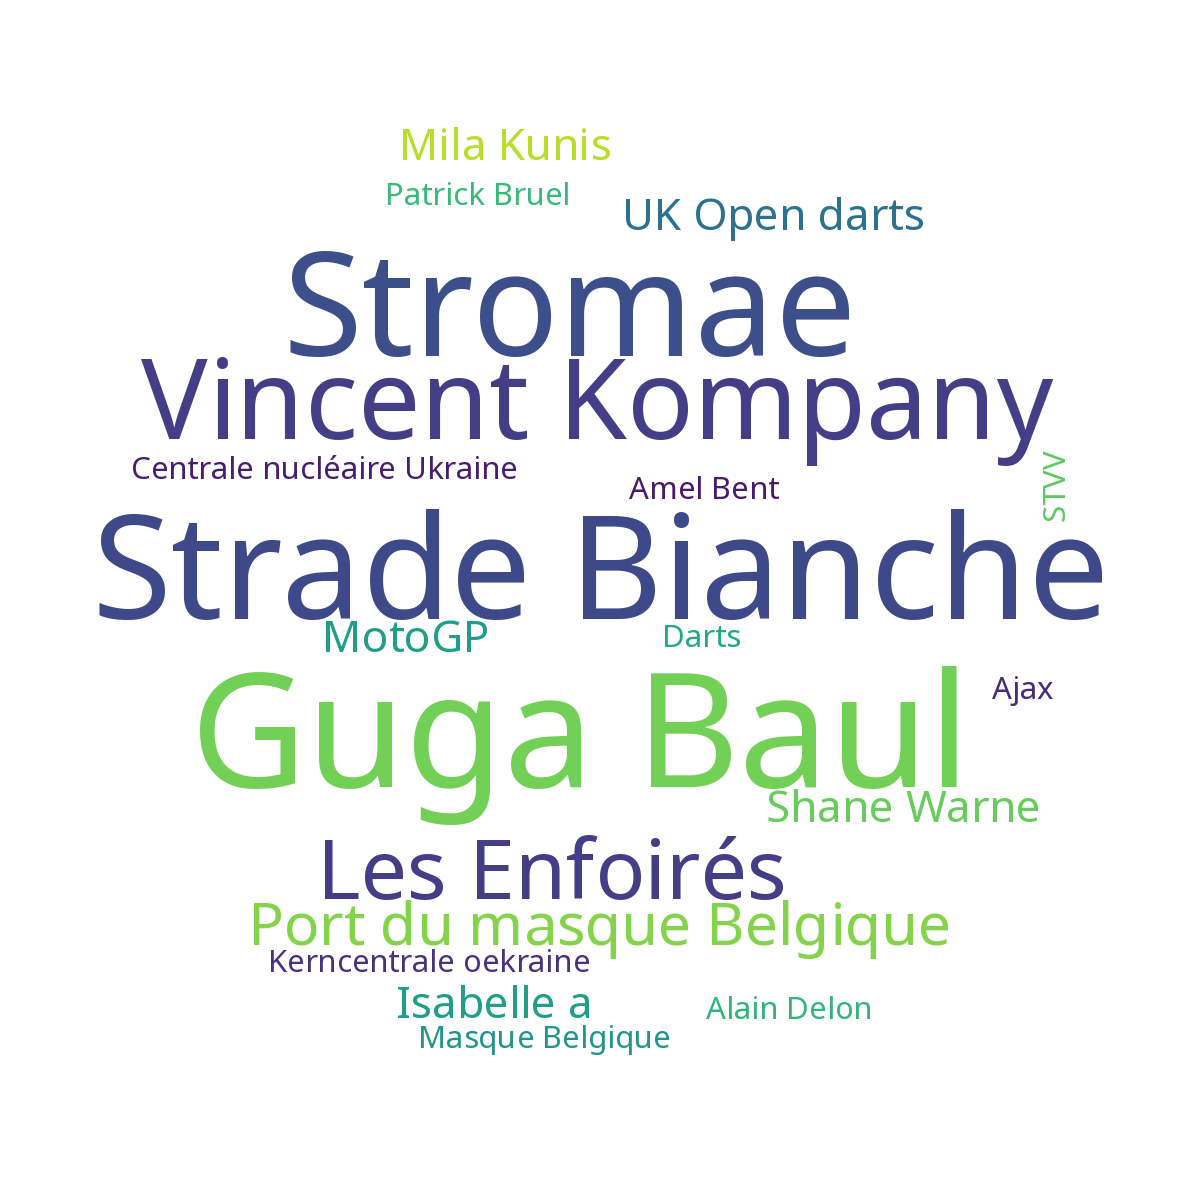 Mila Kunis
Patrick Bruel
UK Open darts
Stromae
Vincent Kompany
Centrale nucléaire Ukraine
Amel Bent
STVV
Strade Bianche
MotoGP
Darts
Guga Baul
Ajax
Shane Warne
Les Enfoirés
Port du masque Belgique
Kerncentrale oekraine
Isabelle a
Alain Delon
Masque Belgique